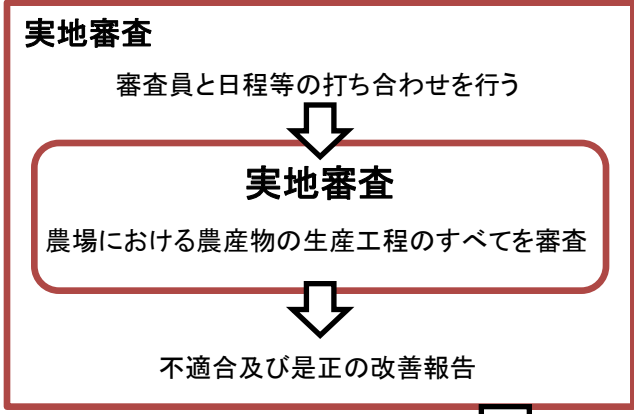 実地審査
審査員と日程等の打ち合わせを行う
実地審査
農場における農産物の生産工程のすべてを審査
不適合及び是正の改善報告